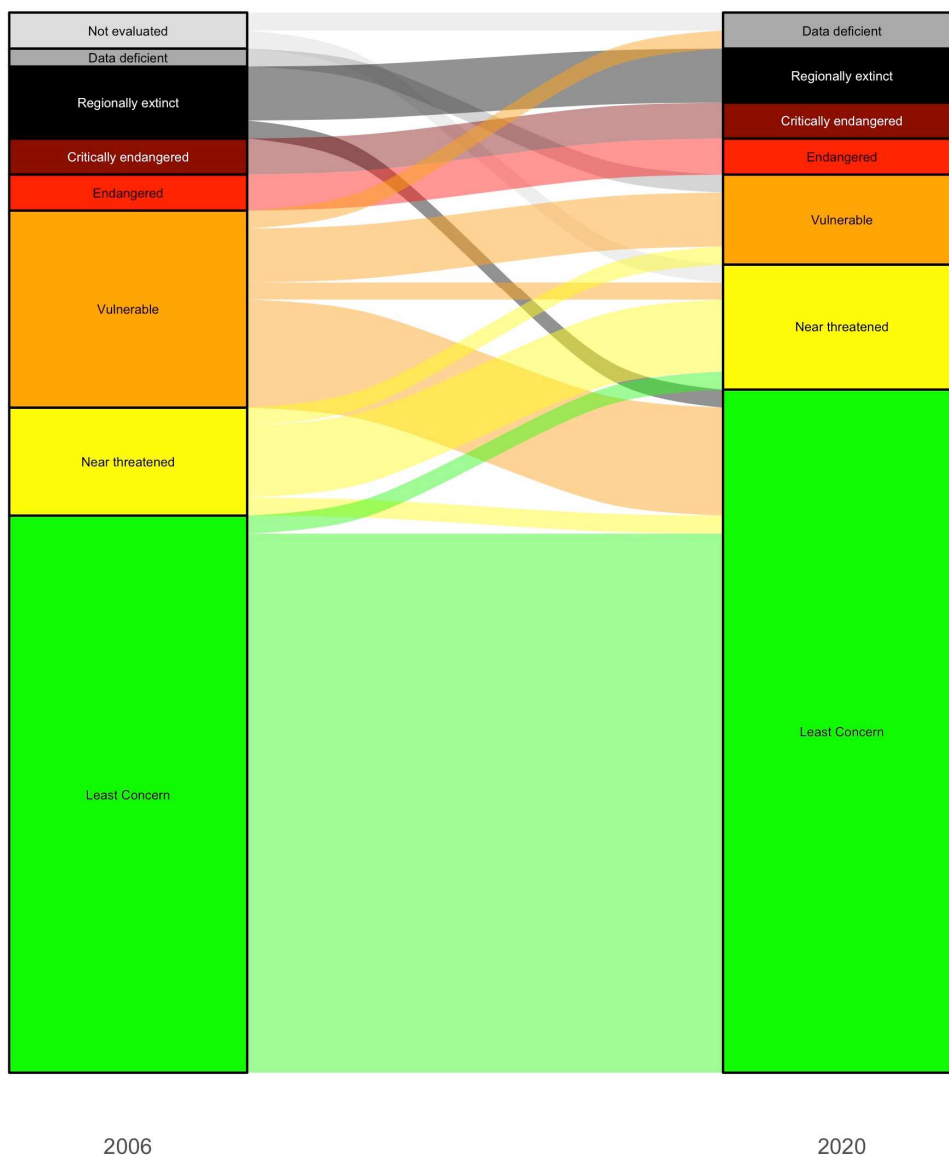 Not evaluated
Data deficient
Regionally extinct
Critically endangered
Endangered
Vulnerable
Near threatened
Least Concern
Data deficient
Regionally extinct
Critically endangered
Endangered
Vulnerable
Near threatened
Least Concern
2006
2020